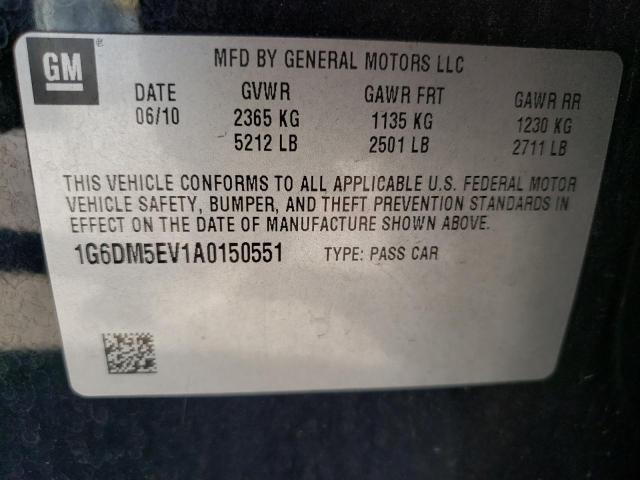 GM®
MFD BY GENERAL MOTORS LLC
DATE GVWR GAWR FRT GAWR RR
06/10 2365 KG 1135 KG 1230 KG
5212 LB 2501 LB 2711 LB
THIS VEHICLE CONFORMS TO ALL APPLICABLE U.S. FEDERAL MOTOR
VEHICLE SAFETY, BUMPER, AND THEFT PREVENTION STANDARDS IN
EFFECT ON THE DATE OF MANUFACTURE SHOWN ABOVE.
1G6DM5EV1A0150551 TYPE: PASS CAR